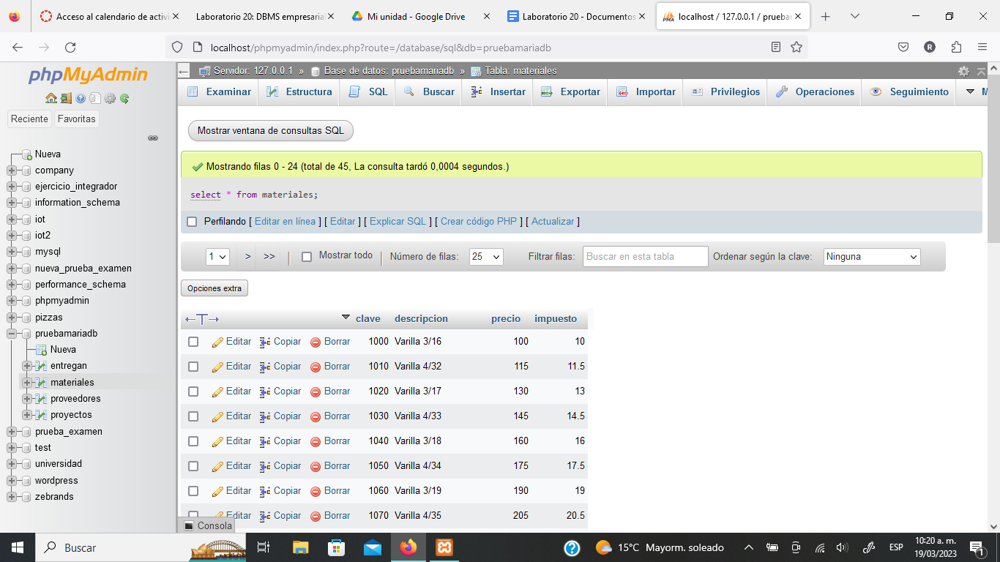 Acceso al calendario de activi
Laboratorio 20: DBMS empresaria
Mi unidad - Google Drive
Laboratorio 20 - Documentos
localhost / 127.0.0.1 / prueba
localhost/phpmyadmin/index.php?route=/database/sql&db=pruebamariadb
R
phpMyAdmin
Reciente Favoritas
Nueva
company
ejercicio_integrador
information_schema
iot
iot2
mysql
nueva_prueba_examen
performance_schema
phpmyadmin
pizzas
pruebamariadb
Nueva
entregan
materiales
proveedores
proyectos
prueba_examen
test
universidad
wordpress
zebrands
Servidor: 127.0.0.1 » Base de datos: pruebamariadb » Tabla: materiales
Examinar Estructura SQL Buscar Insertar Exportar Importar Privilegios Operaciones Seguimiento M
Mostrar ventana de consultas SQL
Mostrando filas 0 - 24 (total de 45, La consulta tardó 0,0004 segundos.)
select * from materiales;
Perfilando [ Editar en línea ] [ Editar ] [ Explicar SQL ] [ Crear código PHP ] [ Actualizar ]
1 > >> | Mostrar todo | Número de filas: 25 Filtrar filas: Buscar en esta tabla Ordenar según la clave: Ninguna
Opciones extra
←T→ clave descripcion precio impuesto
Editar Copiar Borrar 1000 Varilla 3/16 100 10
Editar Copiar Borrar 1010 Varilla 4/32 115 11.5
Editar Copiar Borrar 1020 Varilla 3/17 130 13
Editar Copiar Borrar 1030 Varilla 4/33 145 14.5
Editar Copiar Borrar 1040 Varilla 3/18 160 16
Editar Copiar Borrar 1050 Varilla 4/34 175 17.5
Editar Copiar Borrar 1060 Varilla 3/19 190 19
Editar Copiar Borrar 1070 Varilla 4/35 205 20.5
Consola
Buscar
15°C Mayorm. soleado
ESP
10:20 a. m.
19/03/2023
1